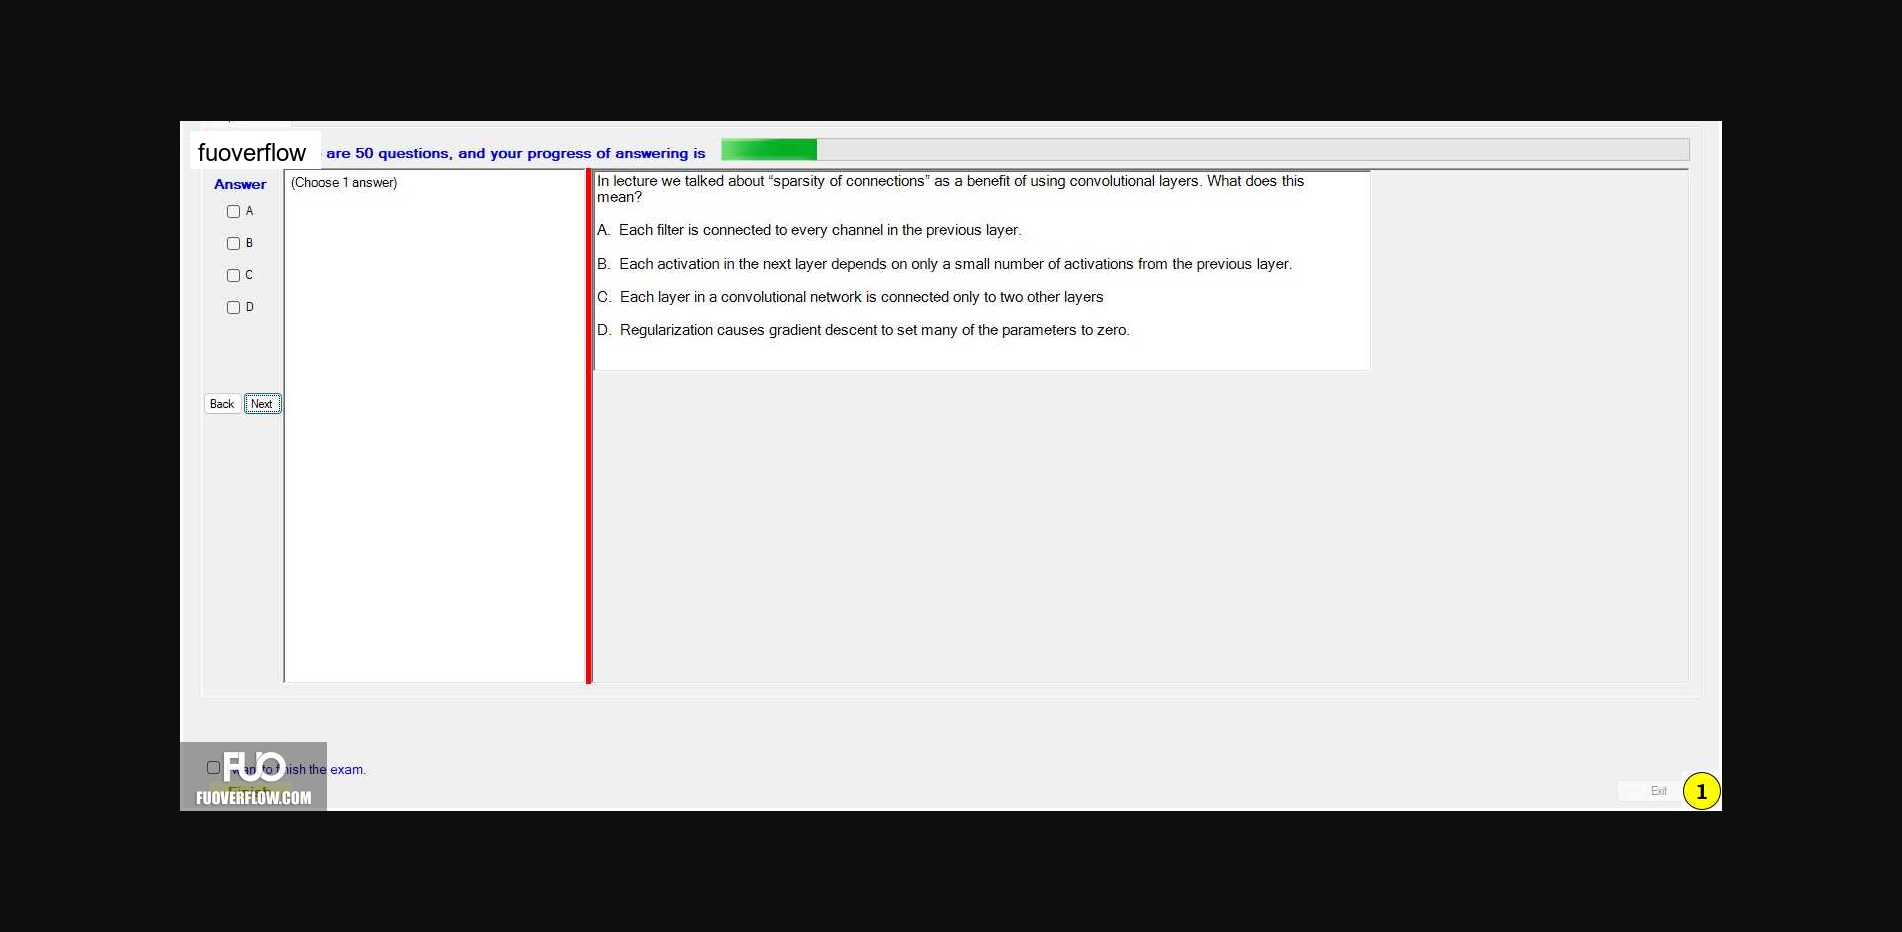 fuoverflow are 50 questions, and your progress of answering is
Answer
(Choose 1 answer)
A
B
C
D
Back Next
In lecture we talked about “sparsity of connections” as a benefit of using convolutional layers. What does this
mean?
A. Each filter is connected to every channel in the previous layer.
B. Each activation in the next layer depends on only a small number of activations from the previous layer.
C. Each layer in a convolutional network is connected only to two other layers
D. Regularization causes gradient descent to set many of the parameters to zero.
FUO
to finish the exam.
Finish
FUOVERFLOW.COM
Exit
1